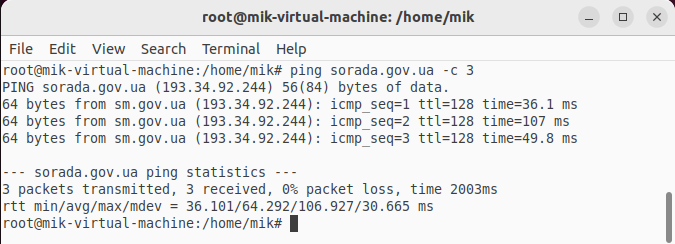 root@mik-virtual-machine: /home/mik
File Edit View Search Terminal Help
root@mik-virtual-machine:/home/mik# ping sorada.gov.ua -c 3
PING sorada.gov.ua (193.34.92.244) 56(84) bytes of data.
64 bytes from sm.gov.ua (193.34.92.244): icmp_seq=1 ttl=128 time=36.1 ms
64 bytes from sm.gov.ua (193.34.92.244): icmp_seq=2 ttl=128 time=107 ms
64 bytes from sm.gov.ua (193.34.92.244): icmp_seq=3 ttl=128 time=49.8 ms
--- sorada.gov.ua ping statistics ---
3 packets transmitted, 3 received, 0% packet loss, time 2003ms
rtt min/avg/max/mdev = 36.101/64.292/106.927/30.665 ms
root@mik-virtual-machine:/home/mik#